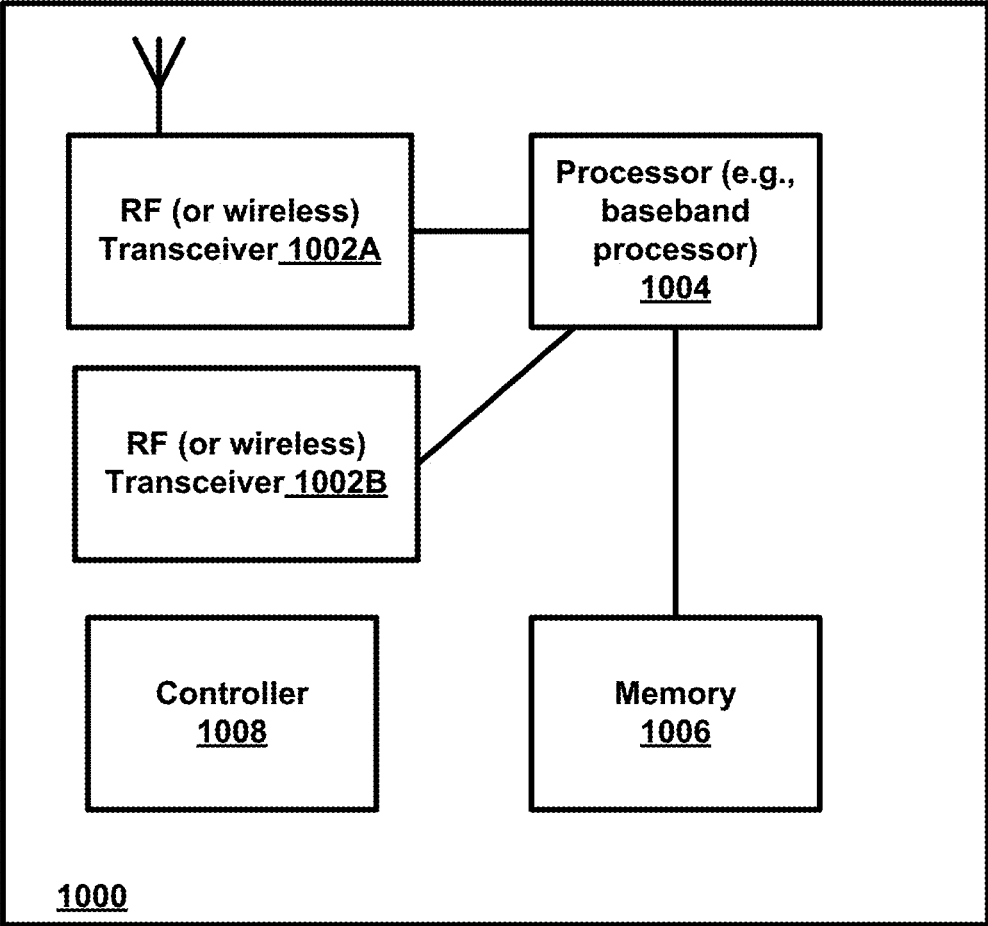 RF (or wireless)
Transceiver 1002A
Processor (e.g.,
baseband
processor)
1004
RF (or wireless)
Transceiver 1002B
Controller
1008
Memory
1006
1000